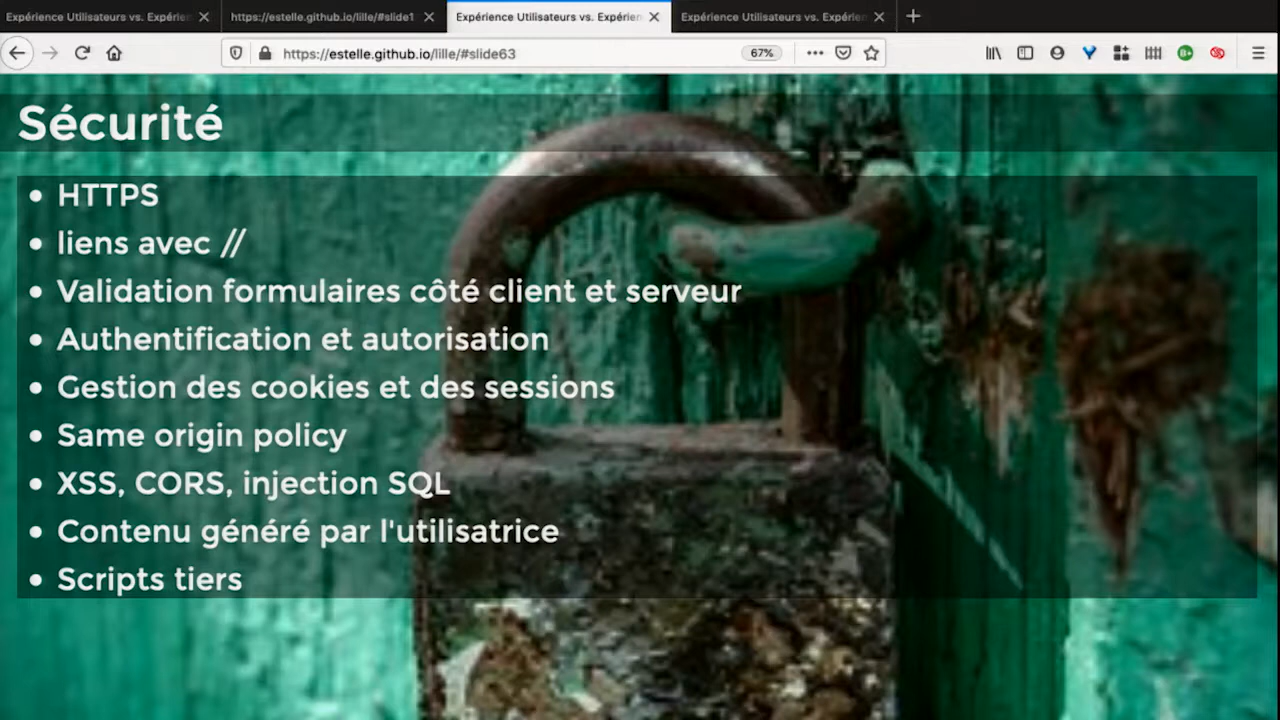 Expérience Utilisateurs vs. Expérien
https://estelle.github.io/lille/#slide1
Expérience Utilisateurs vs. Expérien
Expérience Utilisateurs vs. Expérien
https://estelle.github.io/lille/#slide63
67%
Sécurité
• HTTPS
• liens avec //
• Validation formulaires côté client et serveur
• Authentification et autorisation
• Gestion des cookies et des sessions
• Same origin policy
• XSS, CORS, injection SQL
• Contenu généré par l'utilisatrice
• Scripts tiers